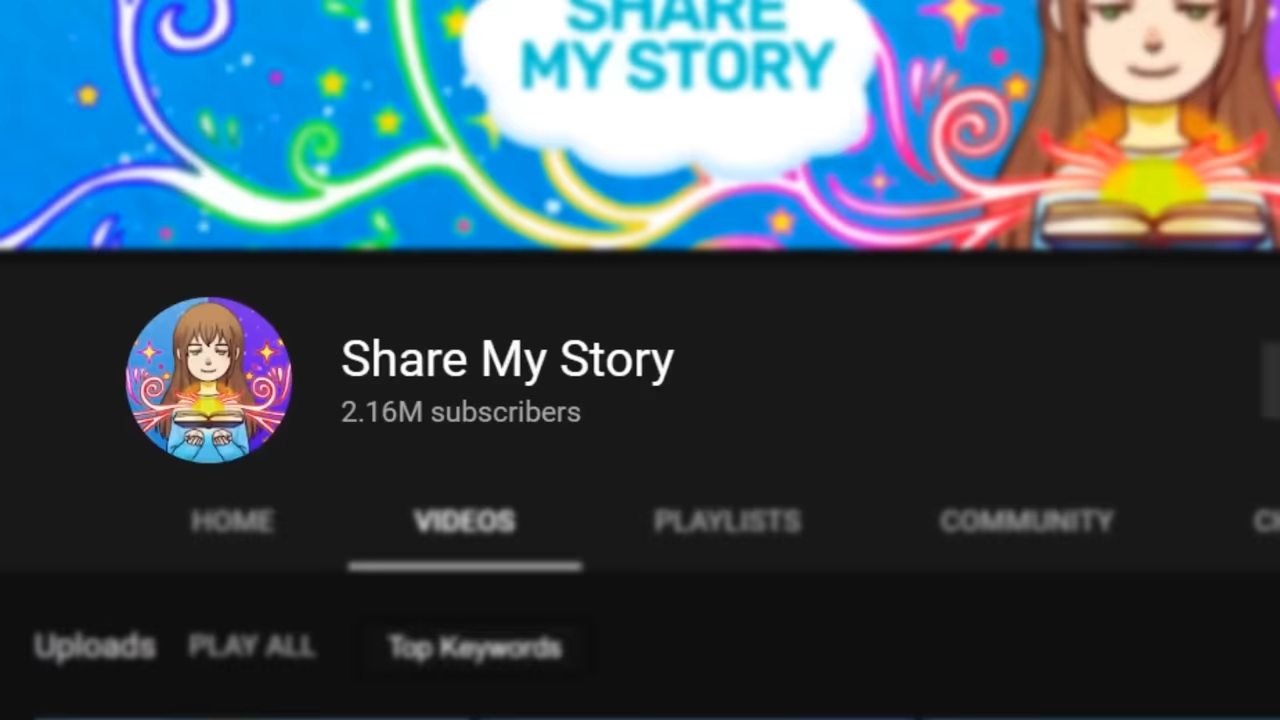 SHARE
MY STORY
Share My Story
2.16M subscribers
HOME VIDEOS PLAYLISTS COMMUNITY
Uploads PLAY ALL Top Keywords